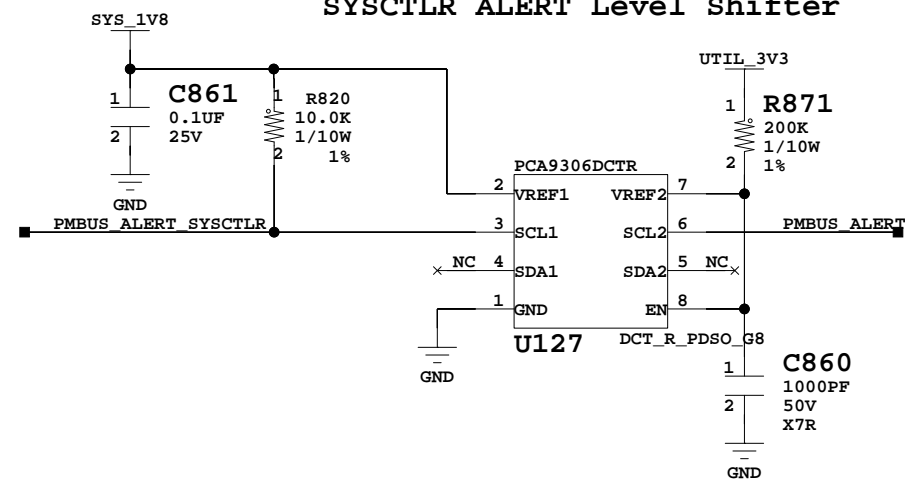 SYSCTLR ALERT Level Shifter
SYS_1V8
UTIL_3V3
1
C861
0.1UF
2
25V
GND
1
R820
10.0K
1/10W
2
1%
1
R871
200K
1/10W
2
1%
PCA9306DCTR
2 VREF1 VREF2 7
PMBUS_ALERT_SYSCTLR 3 SCL1 SCL2 6 PMBUS_ALERT
NC 4 SDA1 SDA2 5 NC
1 GND EN 8
U127 DCT_R_PDSO_G8
GND
1
C860
1000PF
2
50V
X7R
GND